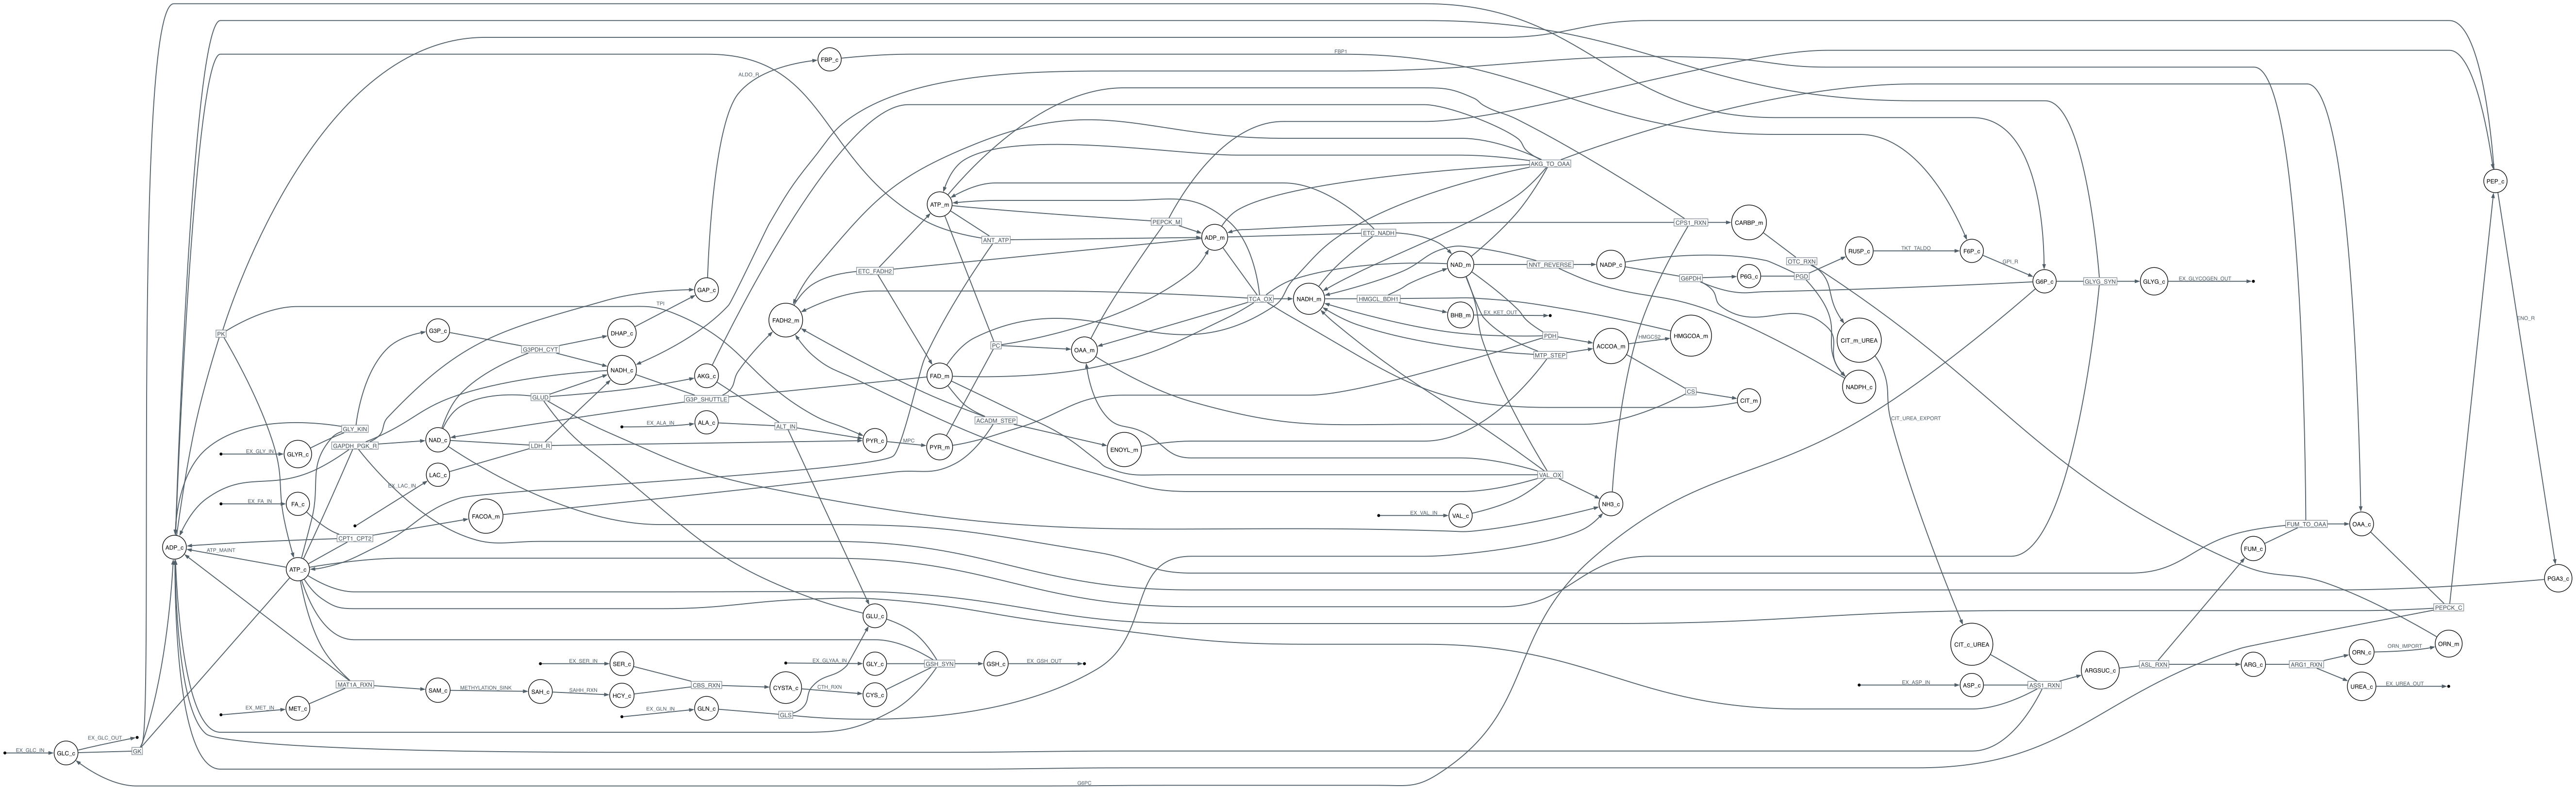 FBP1
FBP_c
ALDO_R
AKG_TO_OAA
PEP_c
ATP_m
PEPCK_M
CPS1_RXN
CARBP_m
ETC_NADH
ADP_m
ANT_ATP
RU5P_c
TKT_TALDO
F6P_c
OTC_RXN
GPI_R
NAD_m
NNT_REVERSE
NADP_c
ETC_FADH2
P6G_c
PGD
G6PDH
G6P_c
GLYG_SYN
GLYG_c
EX_GLYCOGEN_OUT
GAP_c
TCA_OX
NADH_m
HMGCL_BDH1
TPI
BHB_m
EX_KET_OUT
ENO_R
FADH2_m
G3P_c
DHAP_c
PK
PDH
HMGCS2
HMGCOA_m
CIT_m_UREA
PC
OAA_m
ACCOA_m
G3PDH_CYT
MTP_STEP
NADH_c
AKG_c
FAD_m
NADPH_c
CS
GLUD
G3P_SHUTTLE
CIT_m
CIT_UREA_EXPORT
EX_ALA_IN
ALA_c
ALT_IN
ACADM_STEP
GLY_KIN
GAPDH_PGK_R
NAD_c
LDH_R
PYR_c
MPC
PYR_m
ENOYL_m
EX_GLY_IN
GLYR_c
LAC_c
VAL_OX
EX_LAC_IN
EX_FA_IN
FA_c
NH3_c
FACOA_m
EX_VAL_IN
VAL_c
FUM_TO_OAA
OAA_c
CPT1_CPT2
ADP_c
ATP_MAINT
FUM_c
ATP_c
PGA3_c
PEPCK_C
GLU_c
CIT_c_UREA
ORN_m
ORN_IMPORT
ORN_c
EX_SER_IN
SER_c
EX_GLYAA_IN
GLY_c
GSH_SYN
GSH_c
EX_GSH_OUT
ARGSUC_c
ASL_RXN
ARG_c
ARG1_RXN
MAT1A_RXN
SAM_c
METHYLATION_SINK
SAH_c
SAHH_RXN
HCY_c
CBS_RXN
CYSTA_c
CTH_RXN
CYS_c
EX_ASP_IN
ASP_c
ASS1_RXN
UREA_c
EX_UREA_OUT
EX_MET_IN
MET_c
EX_GLN_IN
GLN_c
GLS
EX_GLC_OUT
EX_GLC_IN
GLC_c
GK
G6PC